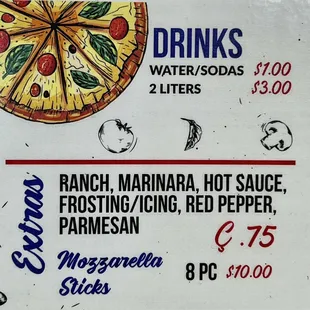 DRINKS
WATER/SODAS $1.00
2 LITERS $3.00
Extras
RANCH, MARINARA, HOT SAUCE,
FROSTING/ICING, RED PEPPER,
PARMESAN
Ç .75
Mozzarella
Sticks
8 PC $10.00